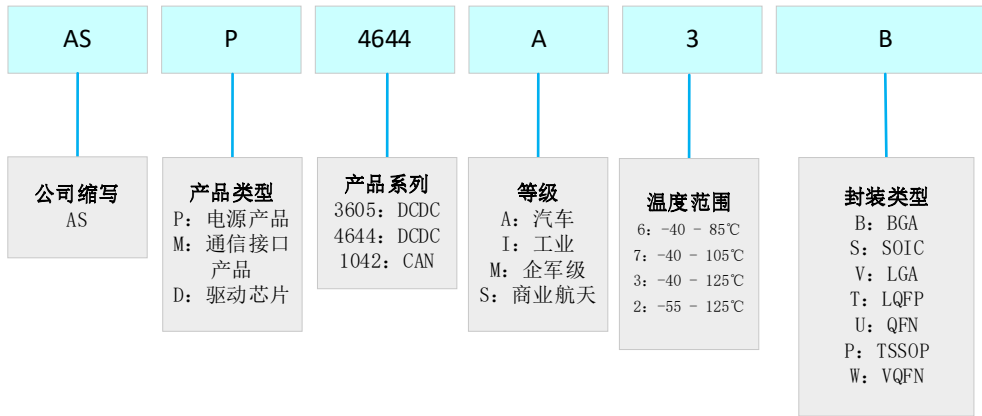 AS
P
4644
A
3
B
公司缩写
AS
产品类型
P：电源产品
M：通信接口
产品
D：驱动芯片
产品系列
3605：DCDC
4644：DCDC
1042：CAN
等级
A：汽车
I：工业
M：企军级
S：商业航天
温度范围
6：-40 - 85℃
7：-40 - 105℃
3：-40 - 125℃
2：-55 - 125℃
封装类型
B：BGA
S：SOIC
V：LGA
T：LQFP
U：QFN
P：TSSOP
W：VQFN